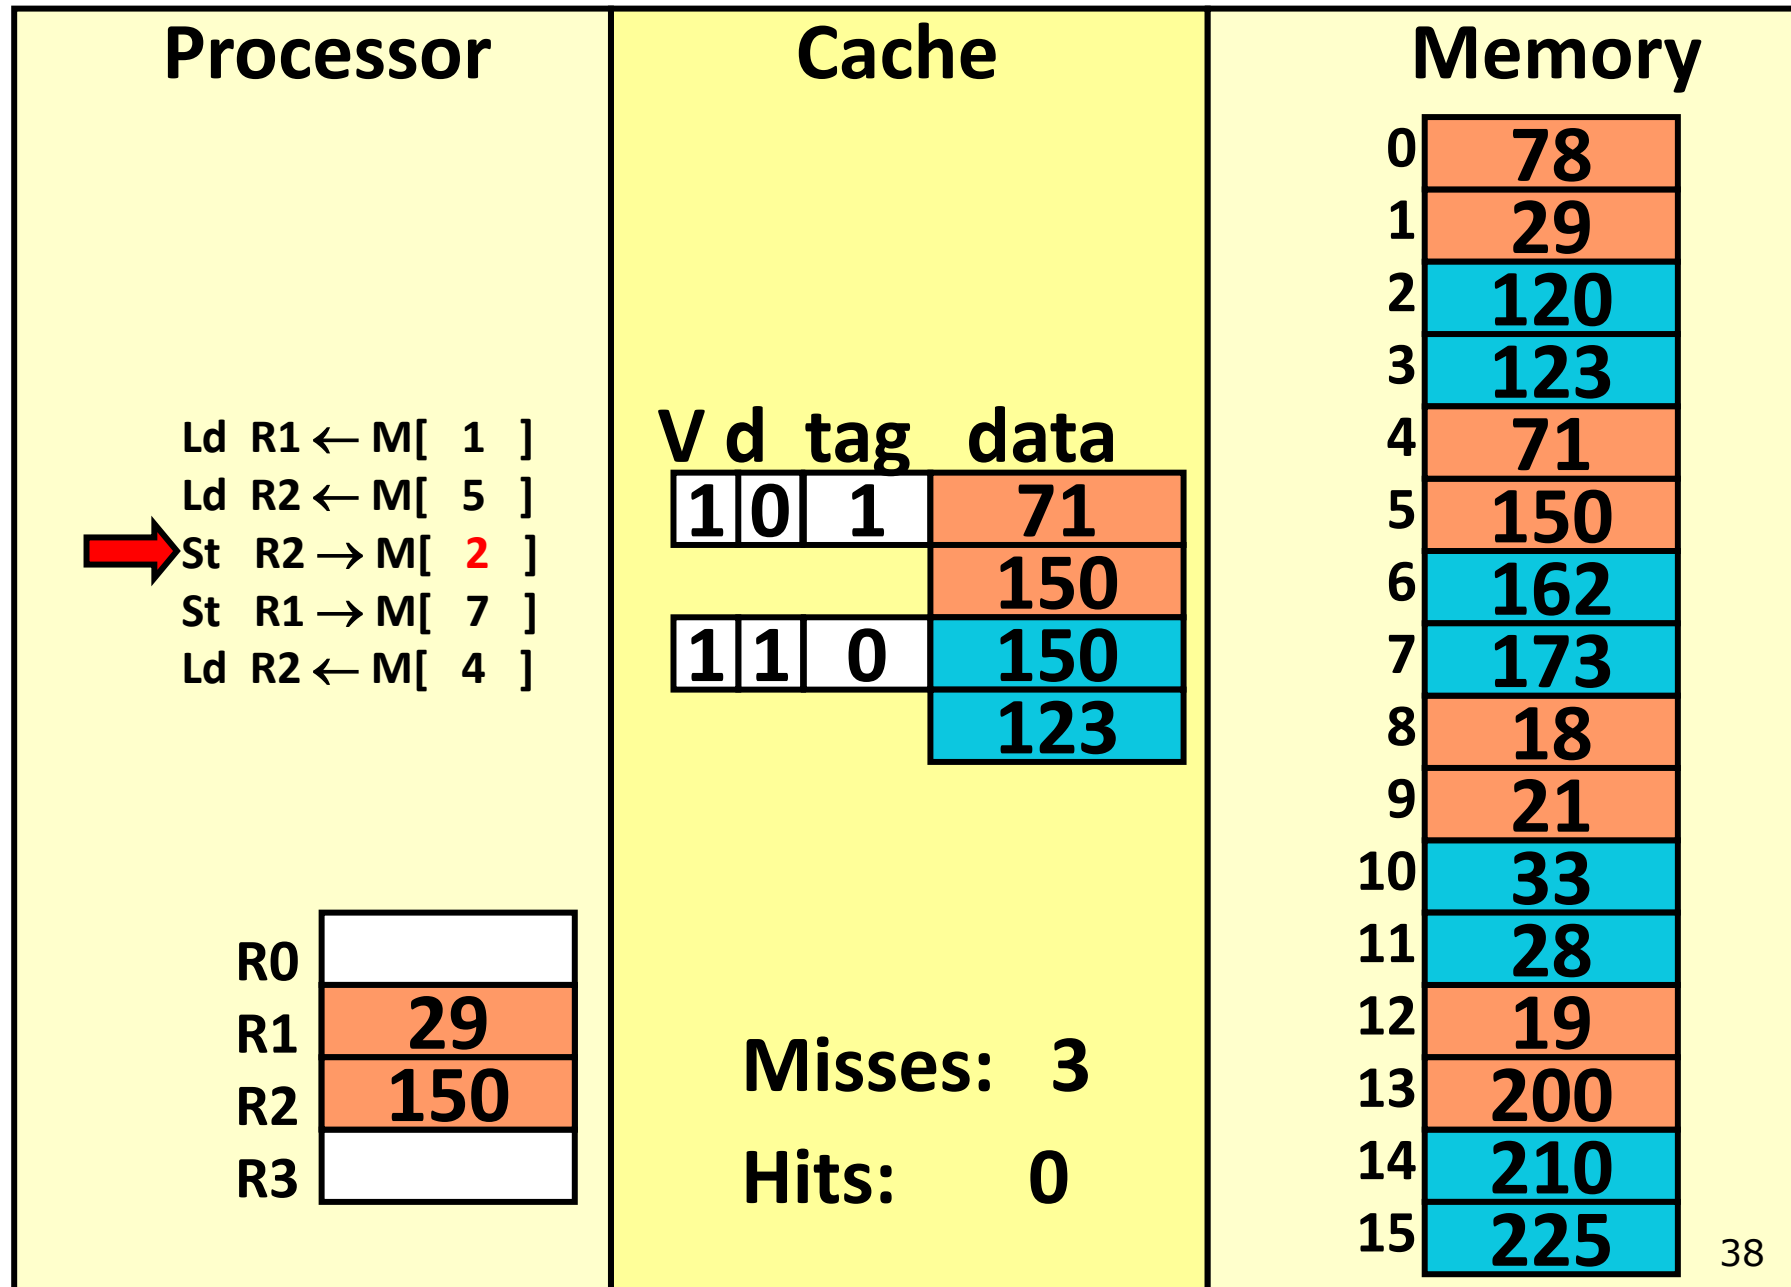 Processor
Ld R1 ← M[ 1 ]
Ld R2 ← M[ 5 ]
St R2 → M[ 2 ]
St R1 → M[ 7 ]
Ld R2 ← M[ 4 ]
R0
R1 29
R2 150
R3
Cache
V d tag data
1 0 1 71
150
1 1 0 150
123
Misses: 3
Hits: 0
Memory
0 78
1 29
2 120
3 123
4 71
5 150
6 162
7 173
8 18
9 21
10 33
11 28
12 19
13 200
14 210
15 225
38